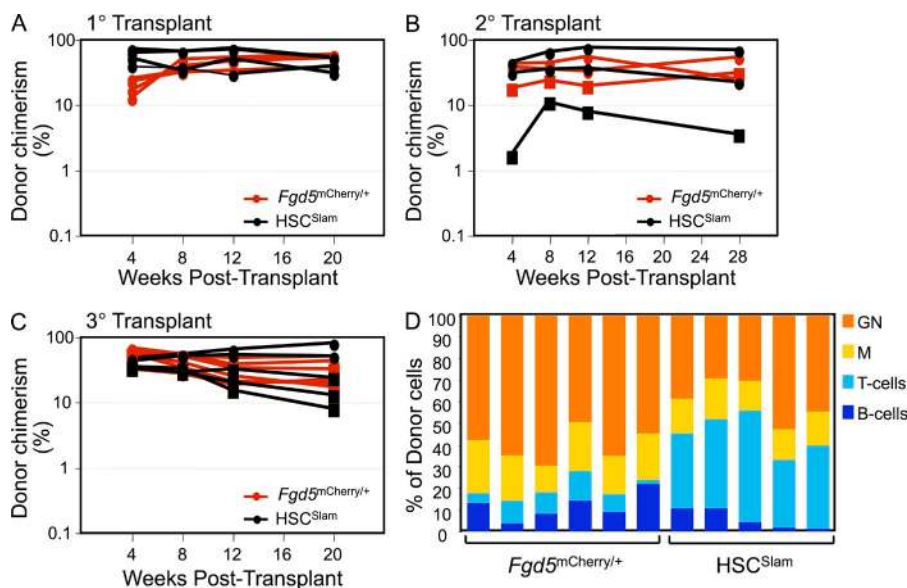 A
1° Transplant
Donor chimerism
(%)
100
10
1
0.1
Fgd5mCherry/+
HSCSlam
4 8 12 16 20
Weeks Post-Transplant
B
2° Transplant
Donor chimerism
(%)
100
10
1
0.1
Fgd5mCherry/+
HSCSlam
4 8 12 16 20 24 28
Weeks Post-Transplant
C
3° Transplant
Donor chimerism
(%)
100
10
1
0.1
Fgd5mCherry/+
HSCSlam
4 8 12 16 20
Weeks Post-Transplant
D
% of Donor cells
100
80
60
50
40
20
10
0
GN
M
T-cells
B-cells
Fgd5mCherry/+
HSCSlam